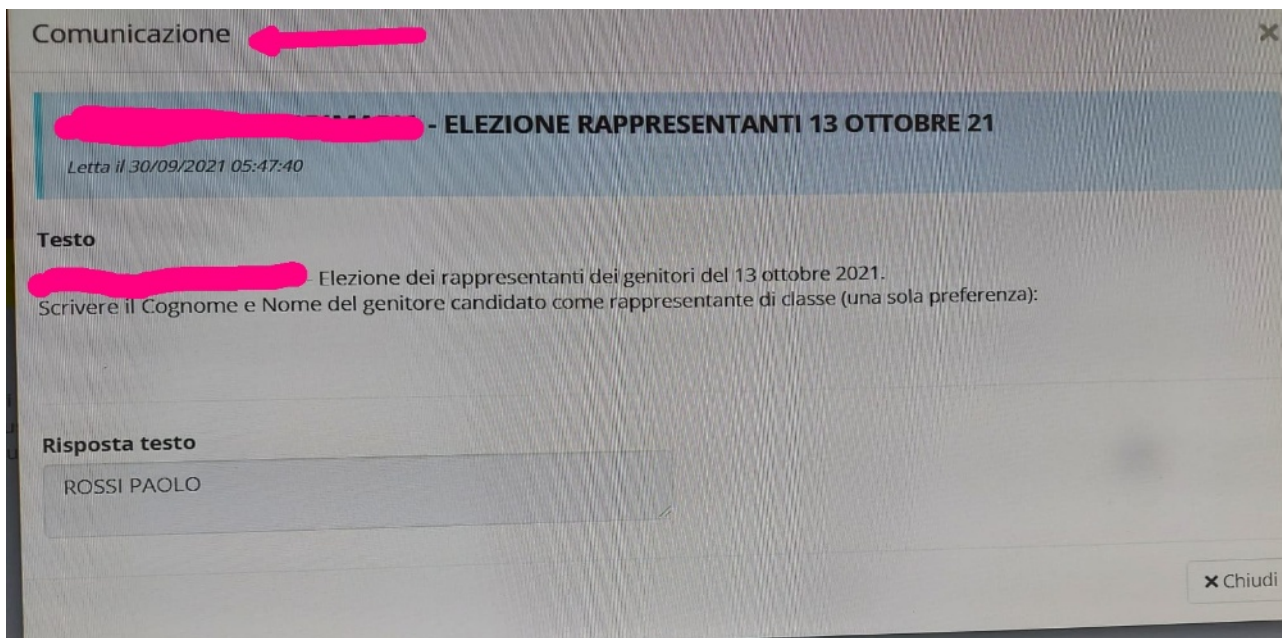 Comunicazione
- ELEZIONE RAPPRESENTANTI 13 OTTOBRE 21
Letta il 30/09/2021 05:47:40
Testo
Elezione dei rappresentanti dei genitori del 13 ottobre 2021.
Scrivere il Cognome e Nome del genitore candidato come rappresentante di classe (una sola preferenza):
Risposta testo
ROSSI PAOLO
× Chiudi